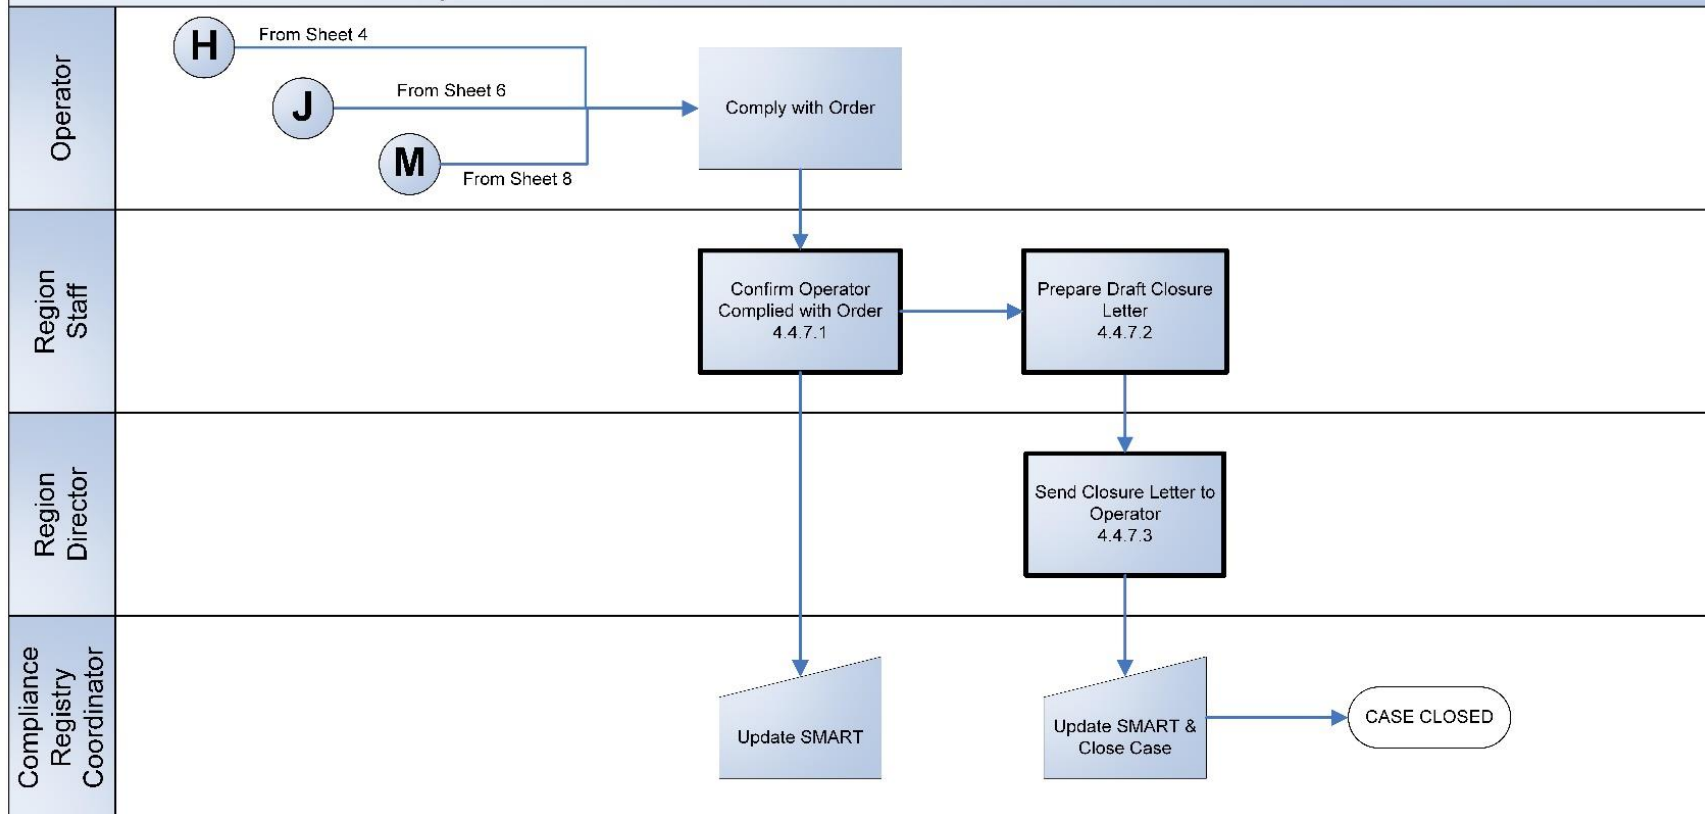 Operator
H
From Sheet 4
J
From Sheet 6
M
From Sheet 8
Comply with Order
Region
Staff
Confirm Operator
Complied with Order
4.4.7.1
Prepare Draft Closure
Letter
4.4.7.2
Region
Director
Send Closure Letter to
Operator
4.4.7.3
Compliance
Registry
Coordinator
Update SMART
Update SMART &
Close Case
CASE CLOSED